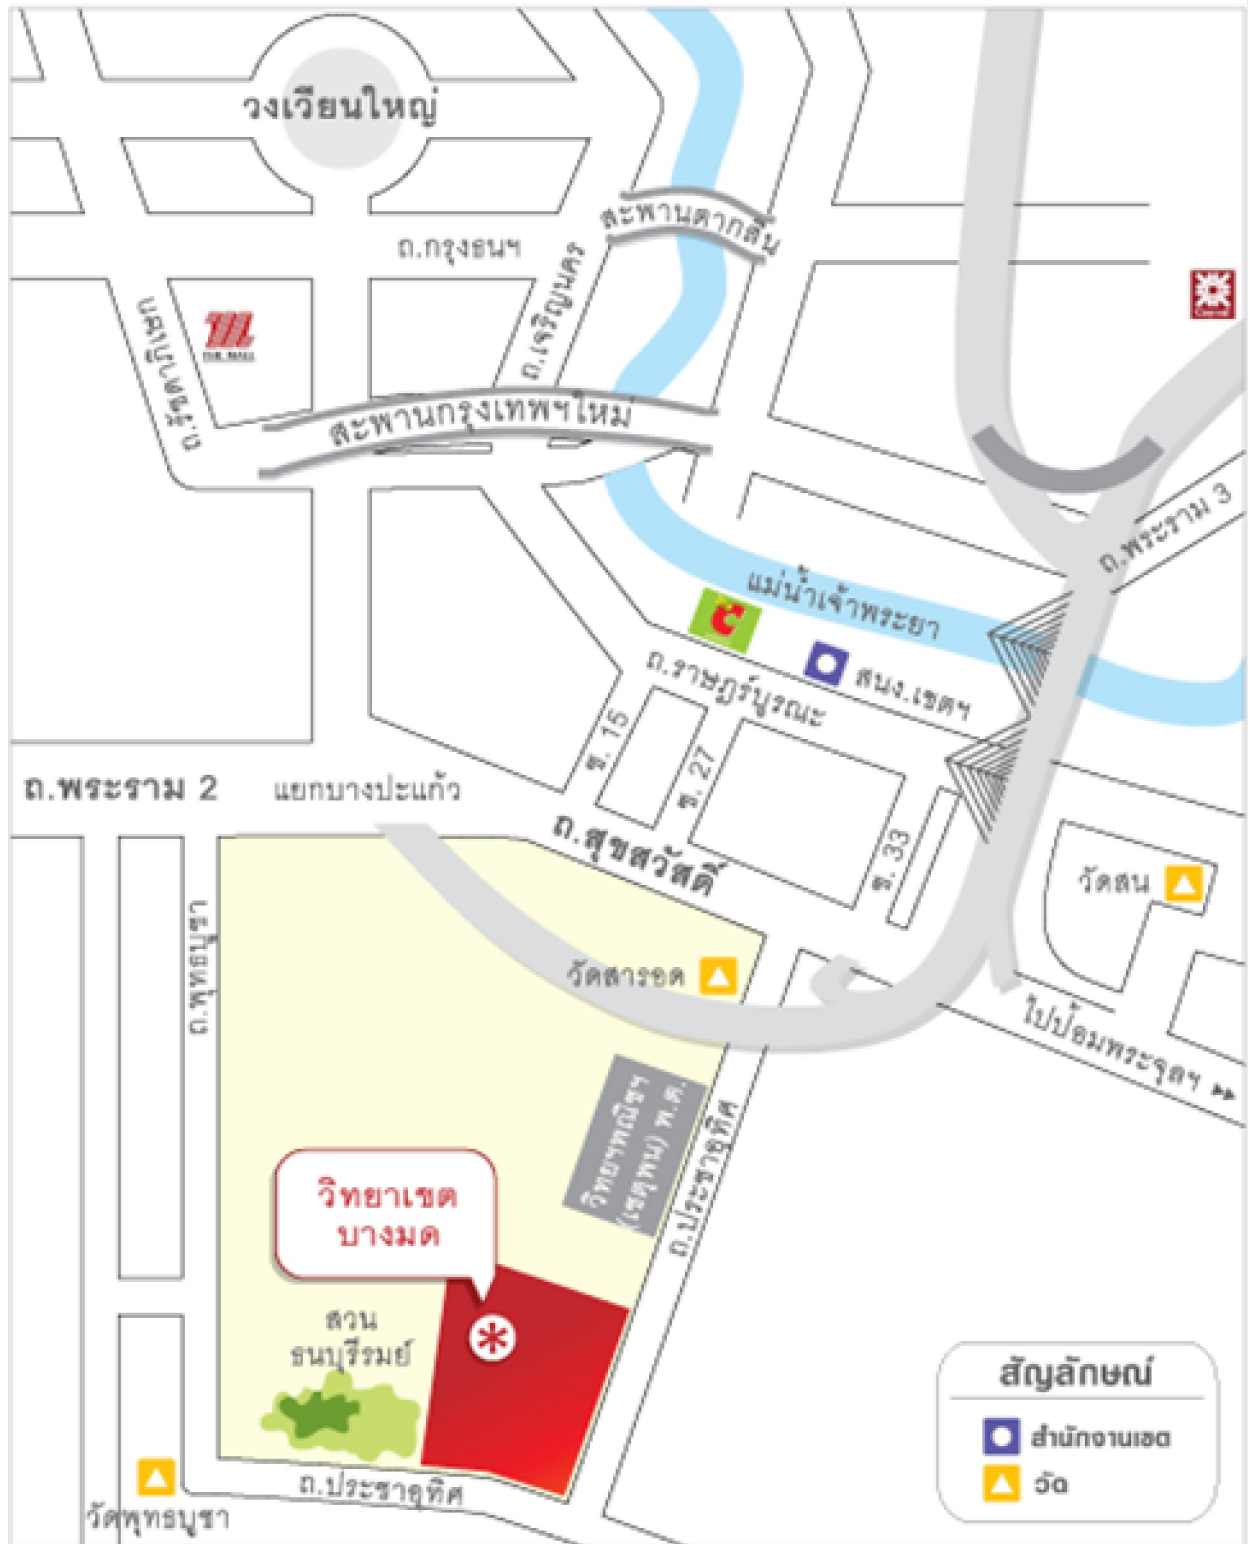 วงเวียนใหญ่
สะพานตากสิน
ถ.กรุงธนฯ
ถ.เจริญนคร
ถ.รัชดาภิเษก
THE MALL
Central
สะพานกรุงเทพฯใหม่
ถ.พระราม 3
แม่น้ำเจ้าพระยา
สนง.เขตฯ
ถ.ราษฎร์บูรณะ
ซ. 15
ซ. 27
ซ. 33
ถ.พระราม 2
แยกบางปะแก้ว
ถ.สุขสวัสดิ์
วัดสน
ถ.พุทธบูชา
วัดสารอด
ไปป้อมพระจุลฯ
วิทยฯพณิชฯ
(เชตุพน) พ.ต.
ถ.ประชาอุทิศ
วิทยาเขต
บางมด
สวน
ธนบุรีรมย์
ถ.ประชาอุทิศ
วัดพุทธบูชา
สัญลักษณ์
สำนักงานเขต
วัด